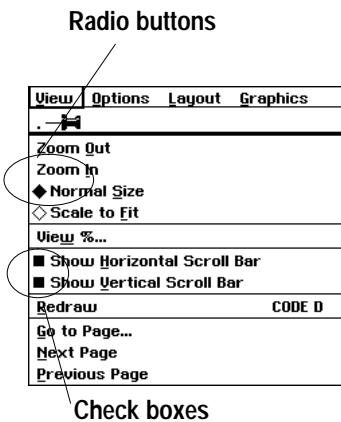 Radio buttons
View Options Layout Graphics
Zoom Out
Zoom In
Normal Size
Scale to Fit
View %...
Show Horizontal Scroll Bar
Show Vertical Scroll Bar
Redraw CODE D
Go to Page...
Next Page
Previous Page
Check boxes